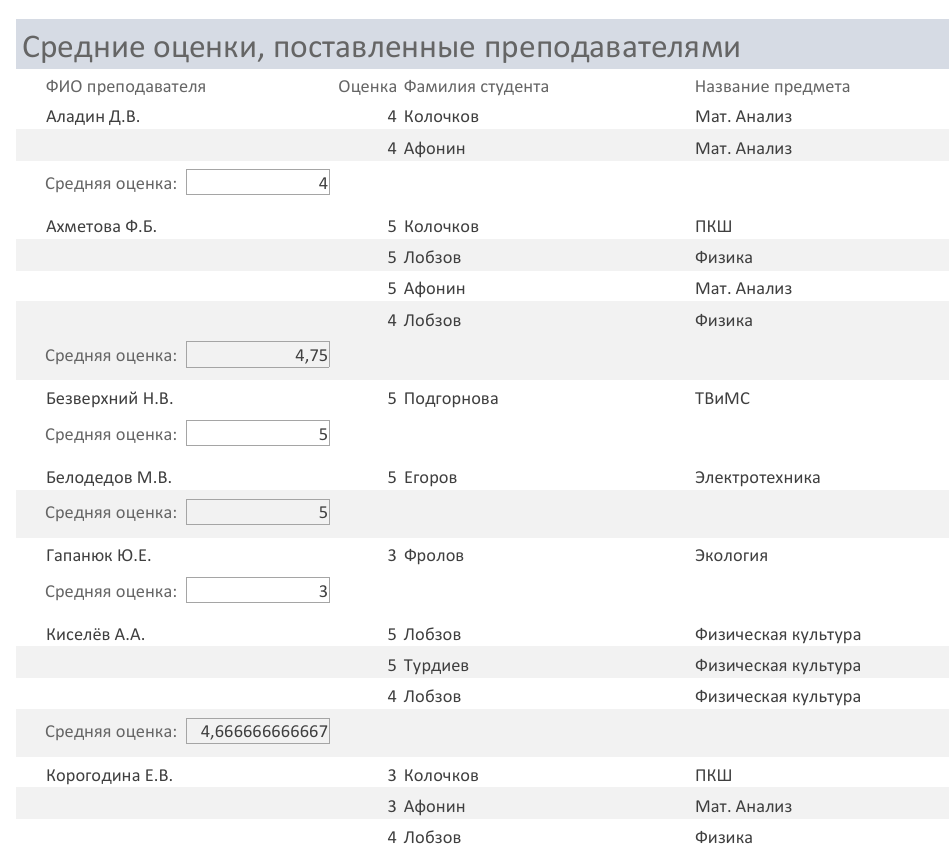 Средние оценки, поставленные преподавателями
ФИО преподавателя Оценка Фамилия студента Название предмета
Аладин Д.В. 4 Колочков Мат. Анализ
4 Афонин Мат. Анализ
Средняя оценка: 4
Ахметова Ф.Б. 5 Колочков ПКШ
5 Лобзов Физика
5 Афонин Мат. Анализ
4 Лобзов Физика
Средняя оценка: 4,75
Безверхний Н.В. 5 Подгорнова ТВиМС
Средняя оценка: 5
Белодедов М.В. 5 Егоров Электротехника
Средняя оценка: 5
Гапанюк Ю.Е. 3 Фролов Экология
Средняя оценка: 3
Киселёв А.А. 5 Лобзов Физическая культура
5 Турдиев Физическая культура
4 Лобзов Физическая культура
Средняя оценка: 4,666666666667
Корогодина Е.В. 3 Колочков ПКШ
3 Афонин Мат. Анализ
4 Лобзов Физика